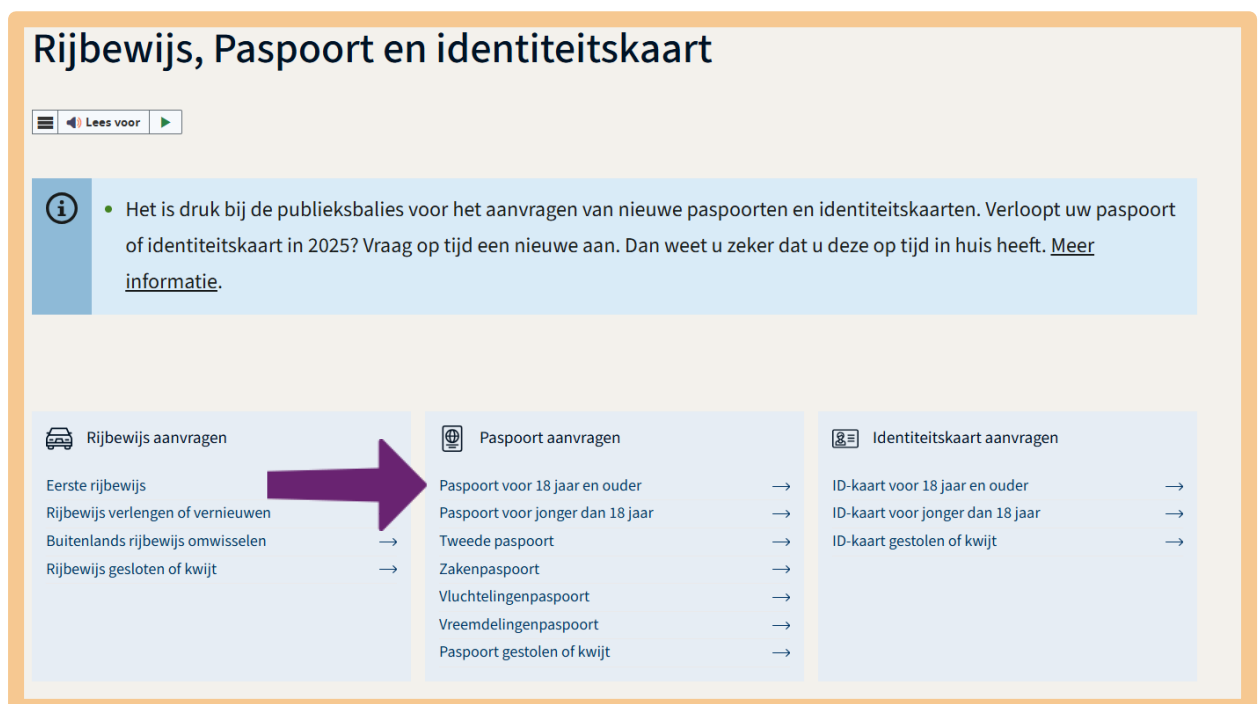 Rijbewijs, Paspoort en identiteitskaart
Lees voor
Het is druk bij de publieksbalies voor het aanvragen van nieuwe paspoorten en identiteitskaarten. Verloopt uw paspoort
of identiteitskaart in 2025? Vraag op tijd een nieuwe aan. Dan weet u zeker dat u deze op tijd in huis heeft. Meer
informatie.
Rijbewijs aanvragen
Eerste rijbewijs
Rijbewijs verlengen of vernieuwen
Buitenlands rijbewijs omwisselen
Rijbewijs gesloten of kwijt
Paspoort aanvragen
Paspoort voor 18 jaar en ouder
Paspoort voor jonger dan 18 jaar
Tweede paspoort
Zakenpaspoort
Vluchtelingenpaspoort
Vreemdelingenpaspoort
Paspoort gestolen of kwijt
Identiteitskaart aanvragen
ID-kaart voor 18 jaar en ouder
ID-kaart voor jonger dan 18 jaar
ID-kaart gestolen of kwijt